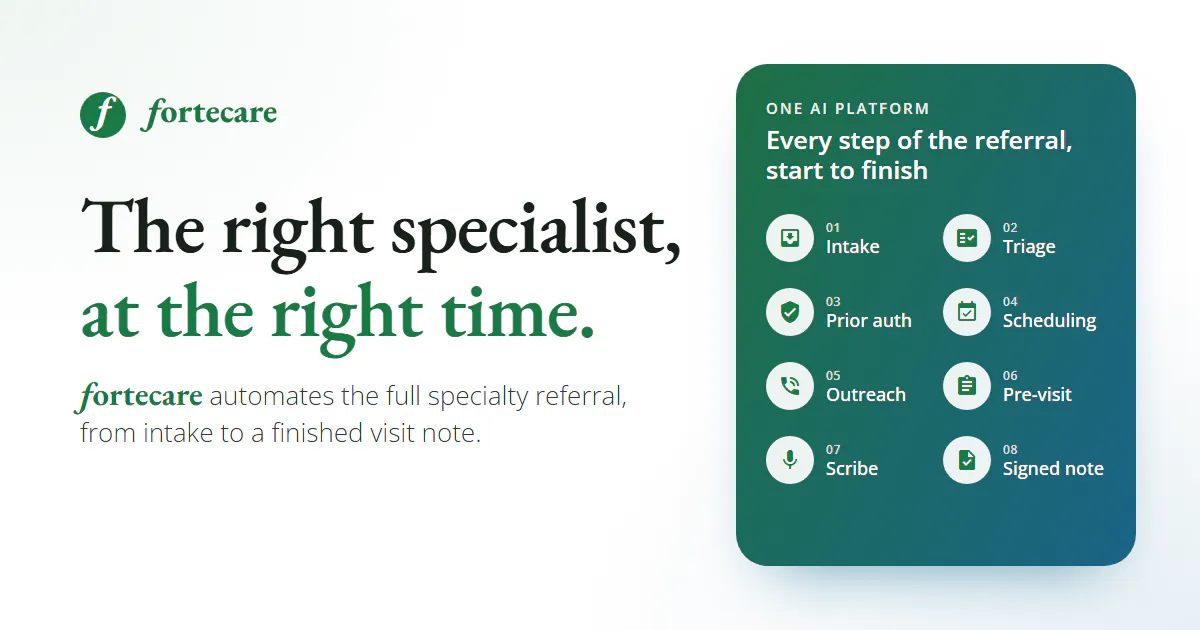 f fortecare
The right specialist,
at the right time.
fortecare automates the full specialty referral,
from intake to a finished visit note.
ONE AI PLATFORM
Every step of the referral,
start to finish
01
Intake
02
Triage
03
Prior auth
04
Scheduling
05
Outreach
06
Pre-visit
07
Scribe
08
Signed note